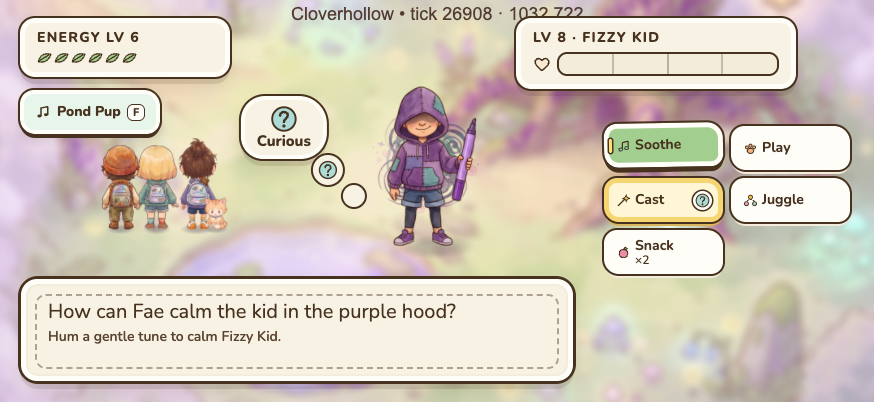 Cloverhollow • tick 26908 · 1032,722
ENERGY LV 6
LV 8 · FIZZY KID
Pond Pup F
?
Curious
?
Soothe
Play
Cast ?
Juggle
Snack
×2
How can Fae calm the kid in the purple hood?
Hum a gentle tune to calm Fizzy Kid.